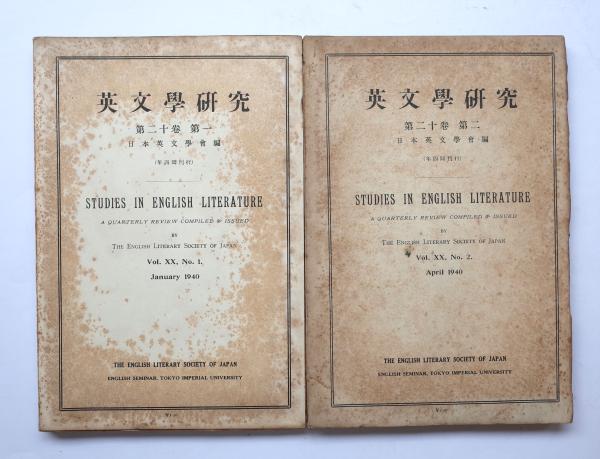 英文學硏究
第二十卷 第一
日本英文學會編
(年四囘刊行)
STUDIES IN ENGLISH LITERATURE
A QUARTERLY REVIEW COMPILED & ISSUED
BY
THE ENGLISH LITERARY SOCIETY OF JAPAN
Vol. XX, No. 1.
January 1940
THE ENGLISH LITERARY SOCIETY OF JAPAN
ENGLISH SEMINAR, TOKYO IMPERIAL UNIVERSITY
英文學硏究
第二十卷 第二
日本英文學會編
(年四囘刊行)
STUDIES IN ENGLISH LITERATURE
A QUARTERLY REVIEW COMPILED & ISSUED
BY
THE ENGLISH LITERARY SOCIETY OF JAPAN
Vol. XX, No. 2.
April 1940
THE ENGLISH LITERARY SOCIETY OF JAPAN
ENGLISH SEMINAR, TOKYO IMPERIAL UNIVERSITY